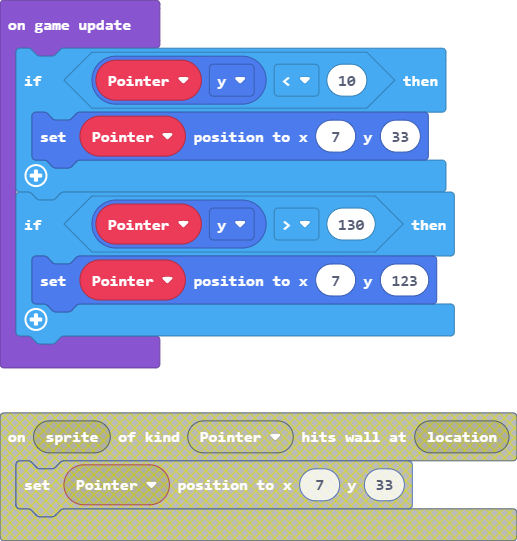 on game update
if Pointer y < 10 then
set Pointer position to x 7 y 33
if Pointer y > 130 then
set Pointer position to x 7 y 123
on sprite of kind Pointer hits wall at location
set Pointer position to x 7 y 33